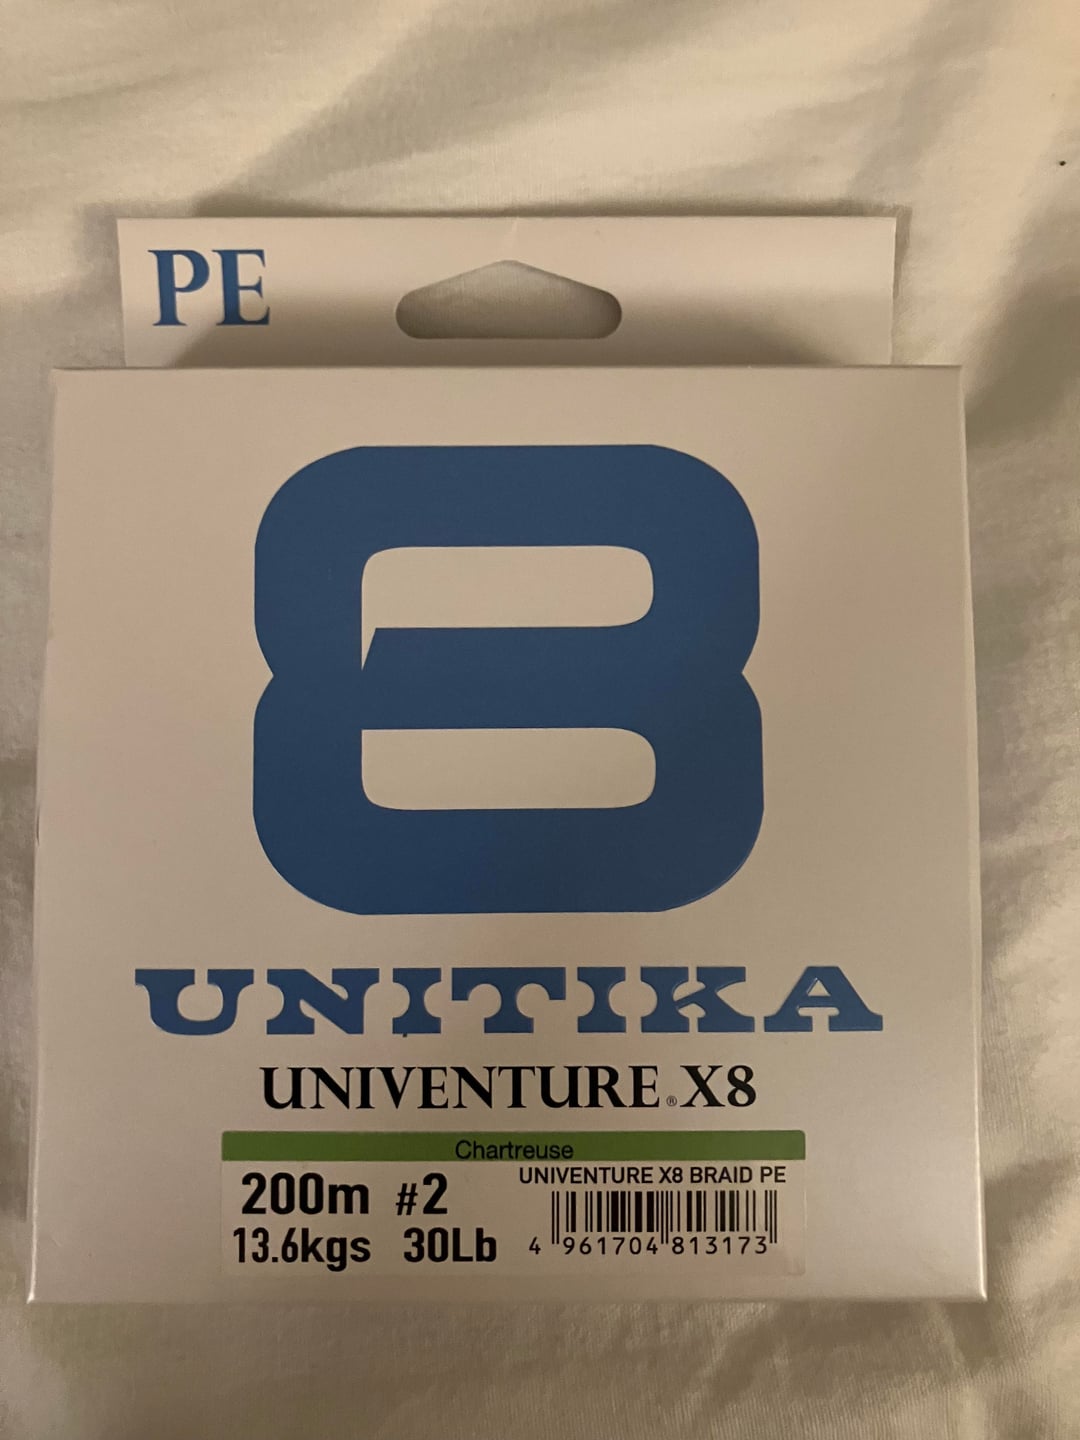 PE
8
UNITIKA
UNIVENTURE® X8
Chartreuse
200m #2
13.6kgs 30Lb
UNIVENTURE X8 BRAID PE
4 961704 813173